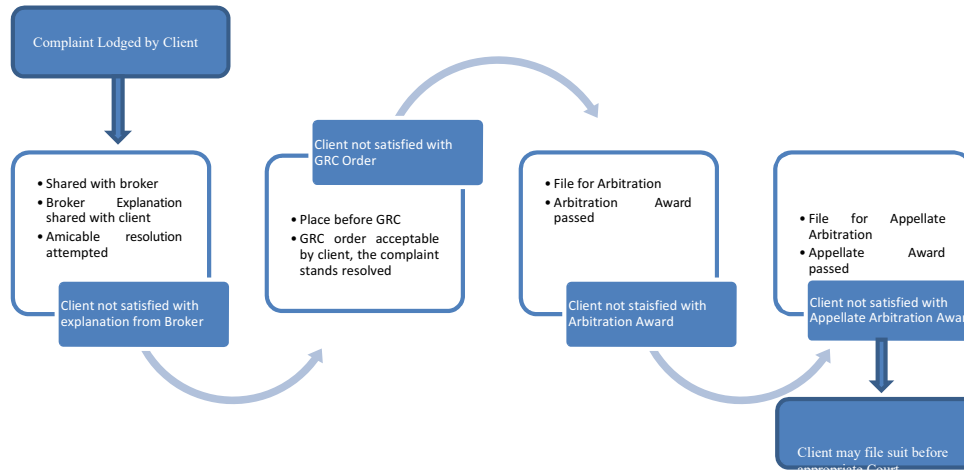 Complaint Lodged by Client
• Shared with broker
• Broker Explanation
shared with client
• Amicable resolution
attempted
Client not satisfied with
explanation from Broker
Client not satisfied with
GRC Order
• Place before GRC
• GRC order acceptable
by client, the complaint
stands resolved
• File for Arbitration
• Arbitration Award
passed
Client not staisfied with
Arbitration Award
• File for Appellate
Arbitration
• Appellate Award
passed
Client not satisfied with
Appellate Arbitration Awar
Client may file suit before
appropriate Court